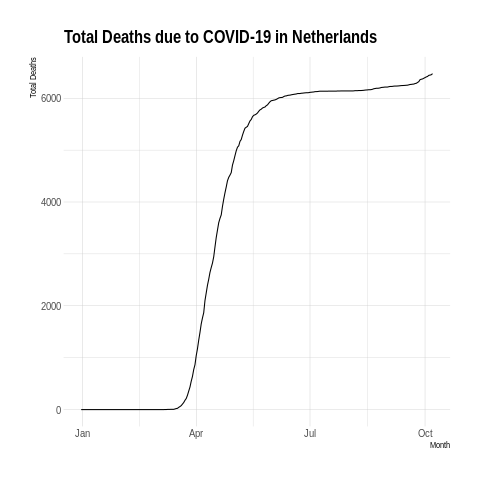 Total Deaths due to COVID-19 in Netherlands
Total Deaths
6000
4000
2000
0
Jan Apr Jul Oct
Month